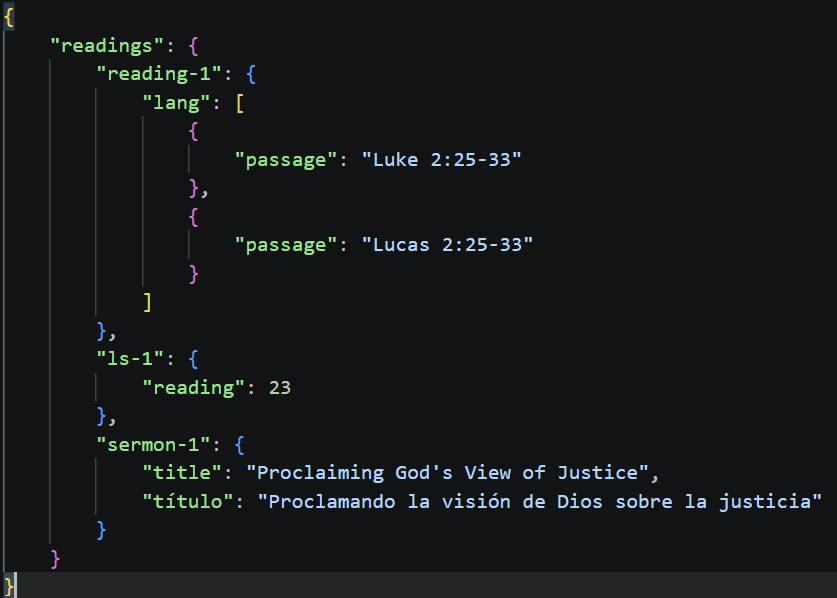 {
    "readings": {
        "reading-1": {
            "lang": [
                {
                    "passage": "Luke 2:25-33"
                },
                {
                    "passage": "Lucas 2:25-33"
                }
            ]
        },
        "ls-1": {
            "reading": 23
        },
        "sermon-1": {
            "title": "Proclaiming God's View of Justice",
            "título": "Proclamando la visión de Dios sobre la justicia"
        }
    }
}